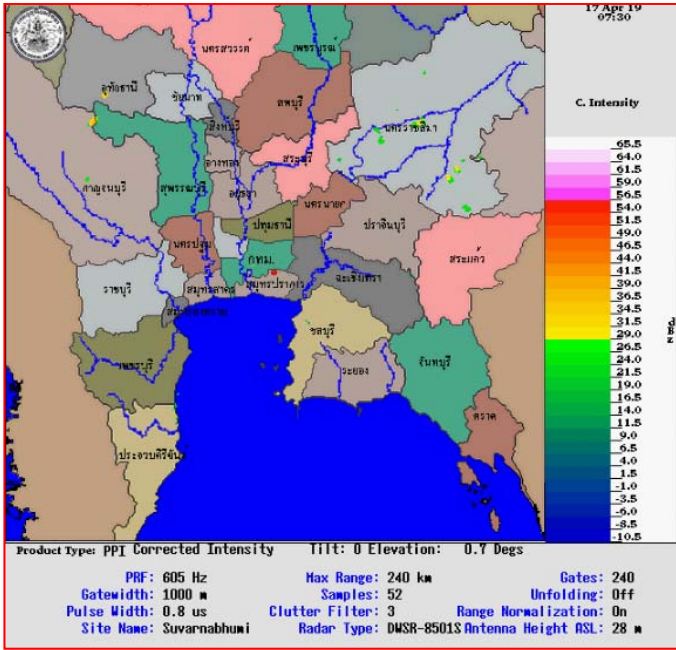 17 Apr 19
07:30
C. Intensity
นครสวรรค์
เพชรบูรณ์
อุทัยธานี
ชัยนาท
ลพบุรี
สิงหบุรี
นครราชสีมา
อ่างทอง
สระบุรี
กาญจนบุรี
สุพรรณบุรี
อยุธยา
นครนายก
ปทุมธานี
ปราจีนบุรี
นครปฐม
กทม.
สระแก้ว
ราชบุรี
สมุทรสาคร
สมุทรปราการ
ฉะเชิงเทรา
ชลบุรี
เพชรบุรี
ระยอง
จันทบุรี
ตราด
ประจวบคีรีขันธ์
65.5
64.0
61.5
59.0
56.5
54.0
51.5
49.0
46.5
44.0
41.5
39.0
36.5
34.0
31.5
29.0
26.5
24.0
21.5
19.0
16.5
14.0
11.5
9.0
6.5
4.0
1.5
-1.0
-3.5
-6.0
-8.5
-10.5
Product Type: PPI Corrected Intensity Tilt: 0 Elevation: 0.7 Degs
PRF: 605 Hz Max Range: 240 km Gates: 240
Gatewidth: 1000 m Samples: 52 Unfolding: Off
Pulse Width: 0.8 us Clutter Filter: 3 Range Normalization: On
Site Name: Suvarnabhumi Radar Type: DWSR-8501S Antenna Height ASL: 28 m